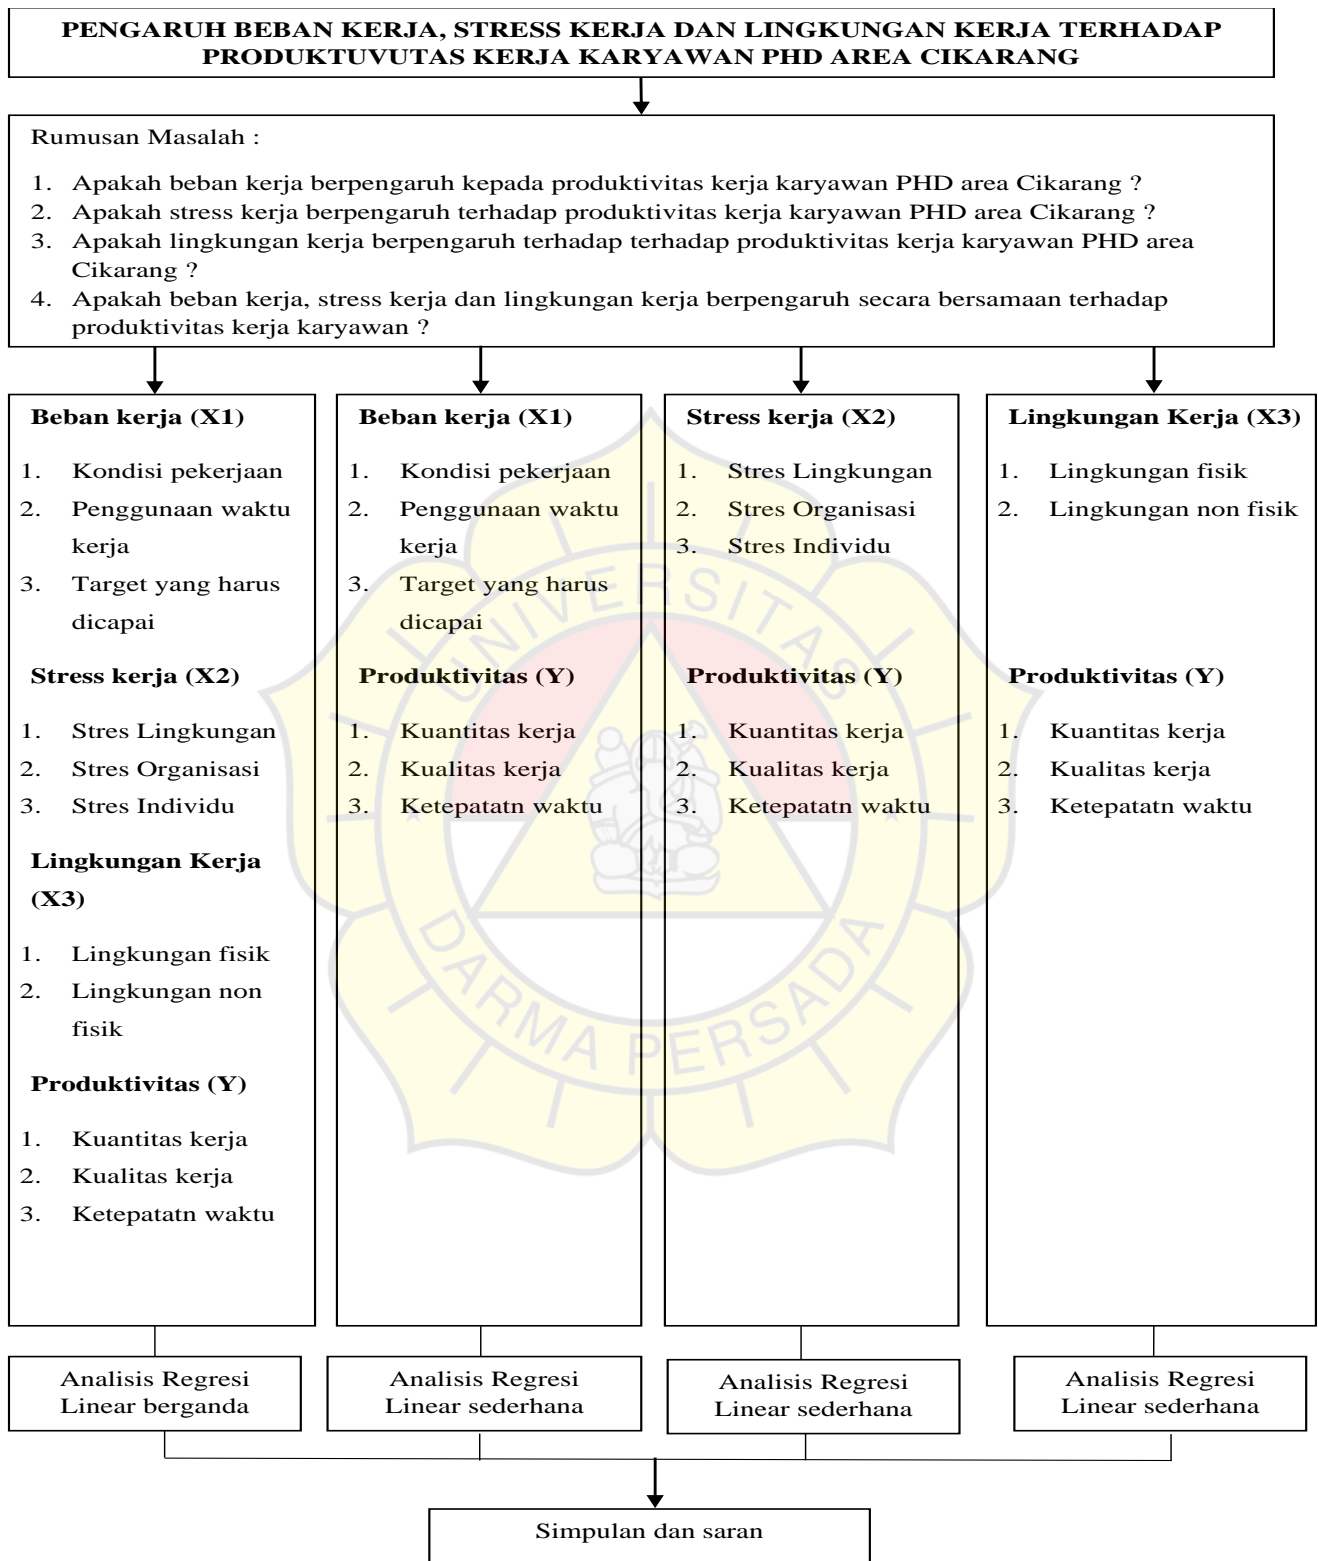 PENGARUH BEBAN KERJA, STRESS KERJA DAN LINGKUNGAN KERJA TERHADAP
PRODUKTUVUTAS KERJA KARYAWAN PHD AREA CIKARANG
Rumusan Masalah :
1. Apakah beban kerja berpengaruh kepada produktivitas kerja karyawan PHD area Cikarang ?
2. Apakah stress kerja berpengaruh terhadap produktivitas kerja karyawan PHD area Cikarang ?
3. Apakah lingkungan kerja berpengaruh terhadap terhadap produktivitas kerja karyawan PHD area
Cikarang ?
4. Apakah beban kerja, stress kerja dan lingkungan kerja berpengaruh secara bersamaan terhadap
produktivitas kerja karyawan ?
Beban kerja (X1)
1. Kondisi pekerjaan
2. Penggunaan waktu
kerja
3. Target yang harus
dicapai
Stress kerja (X2)
1. Stres Lingkungan
2. Stres Organisasi
3. Stres Individu
Lingkungan Kerja
(X3)
1. Lingkungan fisik
2. Lingkungan non
fisik
Produktivitas (Y)
1. Kuantitas kerja
2. Kualitas kerja
3. Ketepatatn waktu
Beban kerja (X1)
1. Kondisi pekerjaan
2. Penggunaan waktu
kerja
3. Target yang harus
dicapai
Produktivitas (Y)
1. Kuantitas kerja
2. Kualitas kerja
3. Ketepatatn waktu
Stress kerja (X2)
1. Stres Lingkungan
2. Stres Organisasi
3. Stres Individu
Produktivitas (Y)
1. Kuantitas kerja
2. Kualitas kerja
3. Ketepatatn waktu
Lingkungan Kerja (X3)
1. Lingkungan fisik
2. Lingkungan non fisik
Produktivitas (Y)
1. Kuantitas kerja
2. Kualitas kerja
3. Ketepatatn waktu
UNIVERSITAS
DARMA PERSADA
Analisis Regresi
Linear berganda
Analisis Regresi
Linear sederhana
Analisis Regresi
Linear sederhana
Analisis Regresi
Linear sederhana
Simpulan dan saran